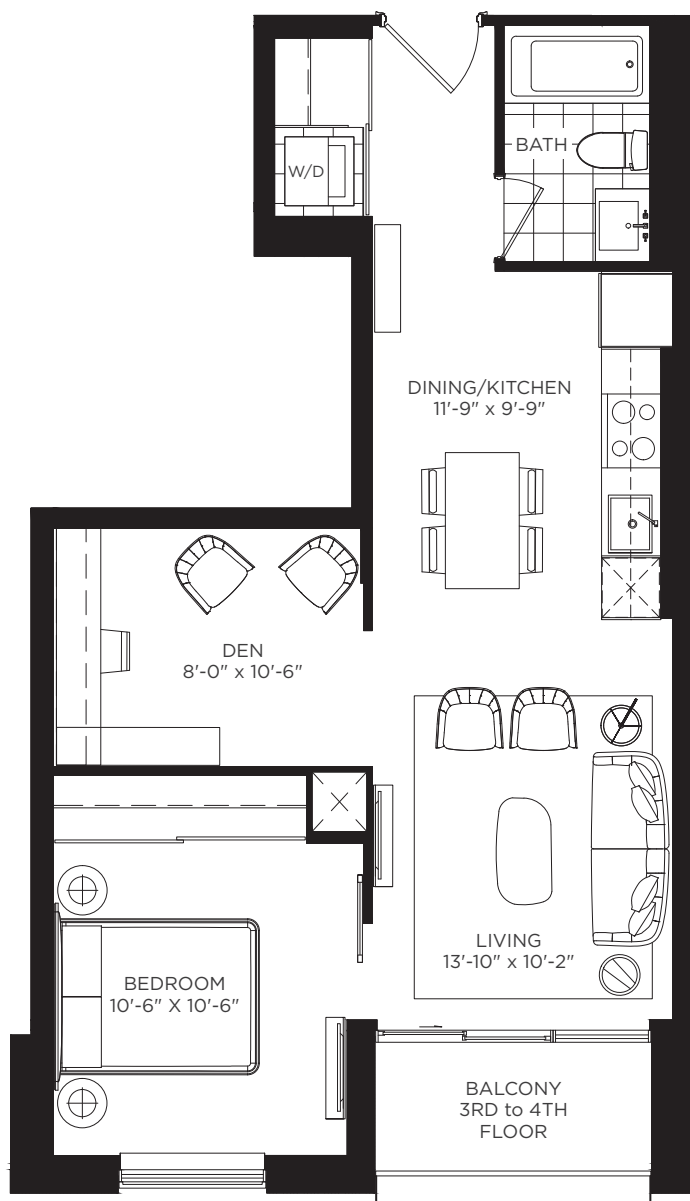 W/D
BATH
DINING/KITCHEN
11'-9" x 9'-9"
DEN
8'-0" x 10'-6"
LIVING
13'-10" x 10'-2"
BEDROOM
10'-6" X 10'-6"
BALCONY
3RD to 4TH
FLOOR